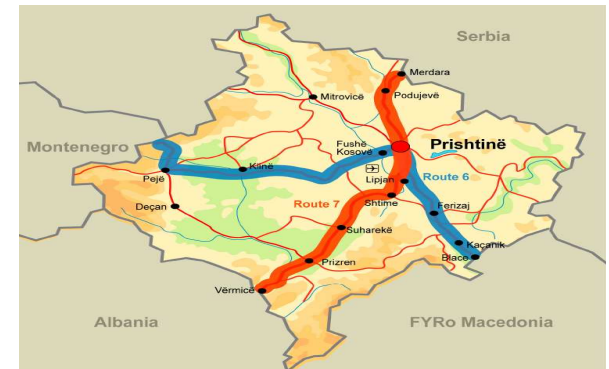 Serbia
Merdara
Podujevë
Mitrovicë
Montenegro
Fushë
Kosovë
Prishtinë
Klinë
Pejë
Lipjan
Route 6
Deçan
Route 7
Shtime
Ferizaj
Suharekë
Kaçanik
Blace
Prizren
Vërmicë
Albania
FYRo Macedonia